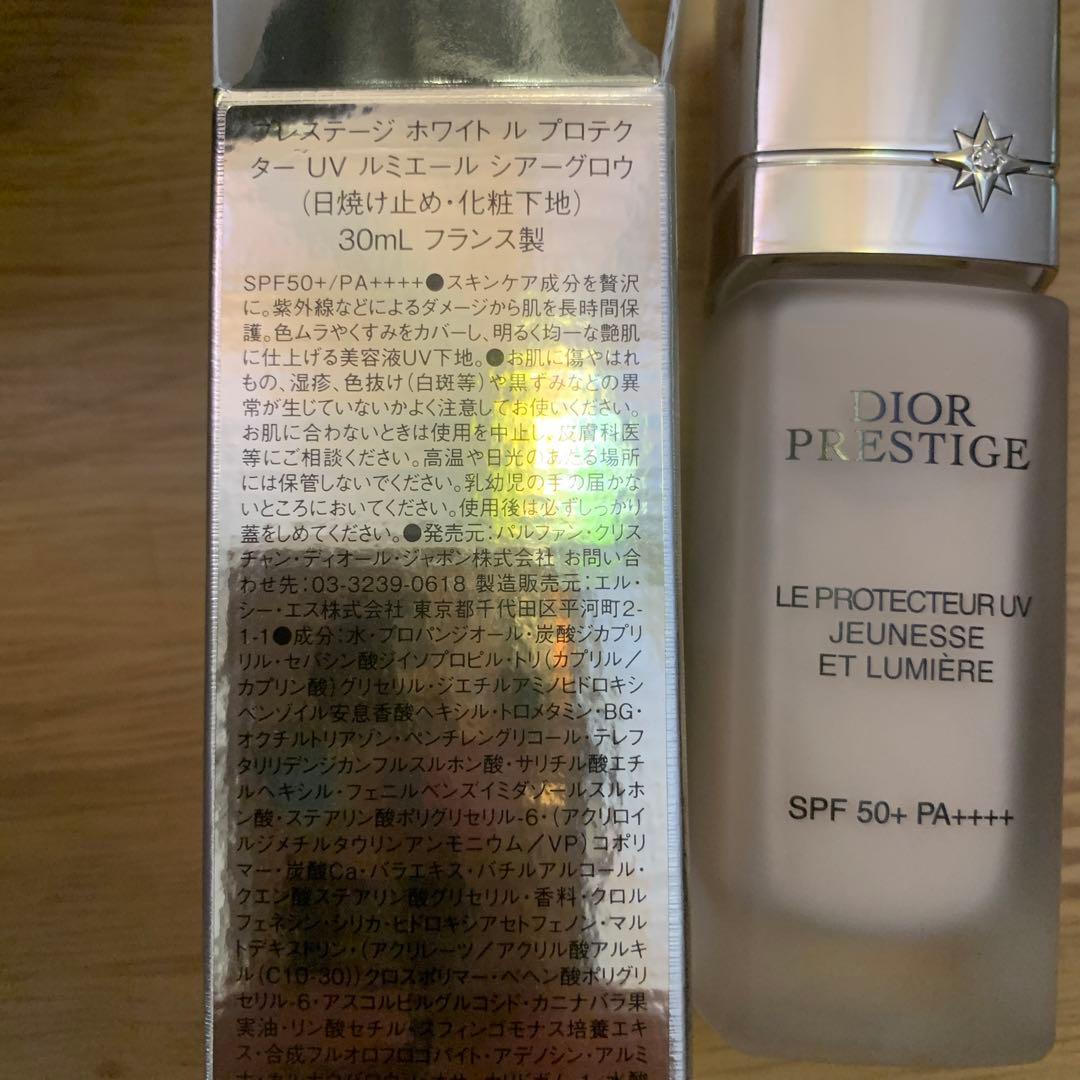 プレステージ ホワイト ル プロテク
ター UV ルミエール シアーグロウ
(日焼け止め・化粧下地)
30mL フランス製
SPF50+/PA++++●スキンケア成分を贅沢
に。紫外線などによるダメージから肌を長時間保
護。色ムラやくすみをカバーし、明るく均一な艶肌
に仕上げる美容液UV下地。●お肌に傷やはれ
もの、湿疹、色抜け(白斑等)や黒ずみなどの異
常が生じていないかよく注意してお使いください。
お肌に合わないときは使用を中止し、皮膚科医
等にご相談ください。高温や日光のあたる場所
には保管しないでください。乳幼児の手の届かな
いところにおいてください。使用後は必ずしっかり
蓋をしめてください。●発売元:パルファン・クリス
チャン・ディオール・ジャポン株式会社 お問い合
わせ先:03-3239-0618 製造販売元:エル・
シー・エス株式会社 東京都千代田区平河町2-
1-1●成分:水・プロパンジオール・炭酸ジカプリ
リル・セバシン酸ジイソプロピル・トリ(カプリル/
カプリン酸)グリセリル・ジエチルアミノヒドロキシ
ベンゾイル安息香酸ヘキシル・トロメタミン・BG・
オクチルトリアゾン・ペンチレングリコール・テレフ
タリリデンジカンフルスルホン酸・サリチル酸エチ
ルヘキシル・フェニルベンズイミダゾールスルホ
ン酸・ステアリン酸ポリグリセリル-6・(アクリロイ
ルジメチルタウリンアンモニウム/VP)コポリ
マー・炭酸Ca・バラエキス・バチルアルコール・
クエン酸ステアリン酸グリセリル・香料・クロル
フェネシン・シリカ・ヒドロキシアセトフェノン・マル
トデキストリン・(アクリレーツ/アクリル酸アルキ
ル(C10-30))クロスポリマー・ベヘン酸ポリグリ
セリル-6・アスコルビルグルコシド・カニナバラ果
実油・リン酸セチル・スフィンゴモナス培養エキ
ス・合成フルオロフロゴパイト・アデノシン・アルミ
DIOR
PRESTIGE
LE PROTECTEUR UV
JEUNESSE
ET LUMIÈRE
SPF 50+ PA++++